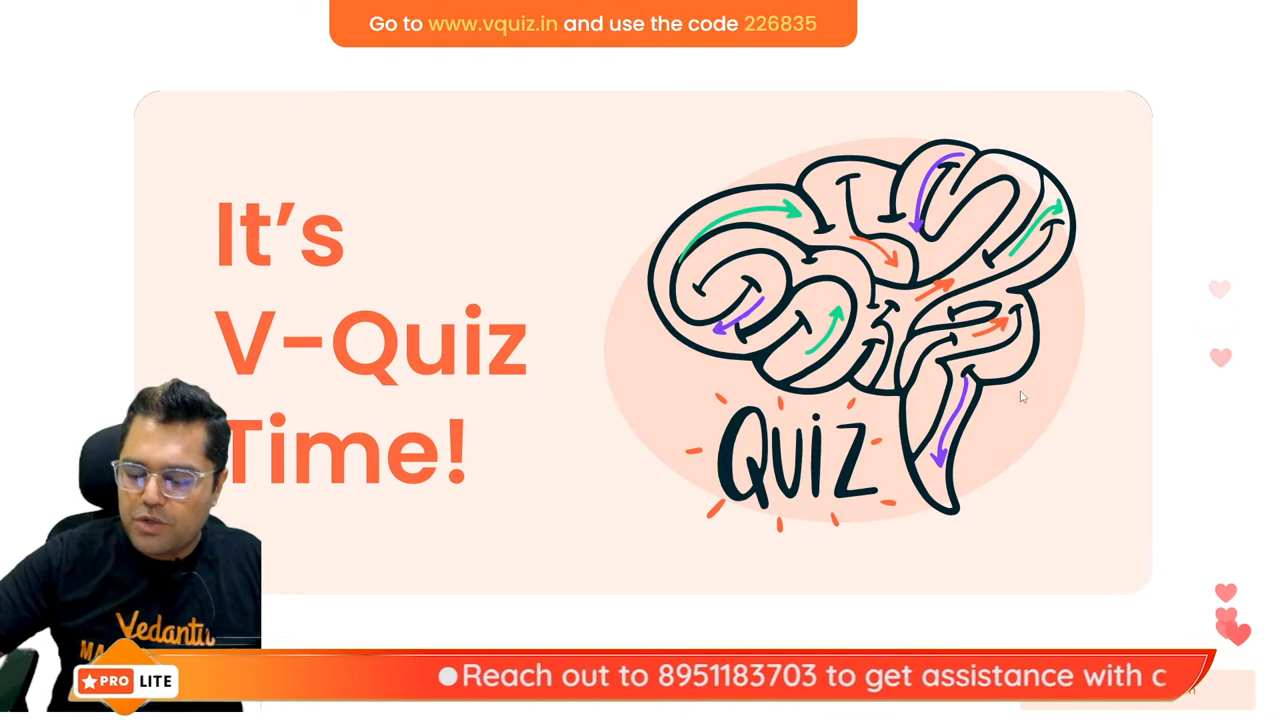 Go to www.vquiz.in and use the code 226835
It's
V-Quiz
Time!
QUIZ
Vedantu
MA
PRO LITE
Reach out to 8951183703 to get assistance with c